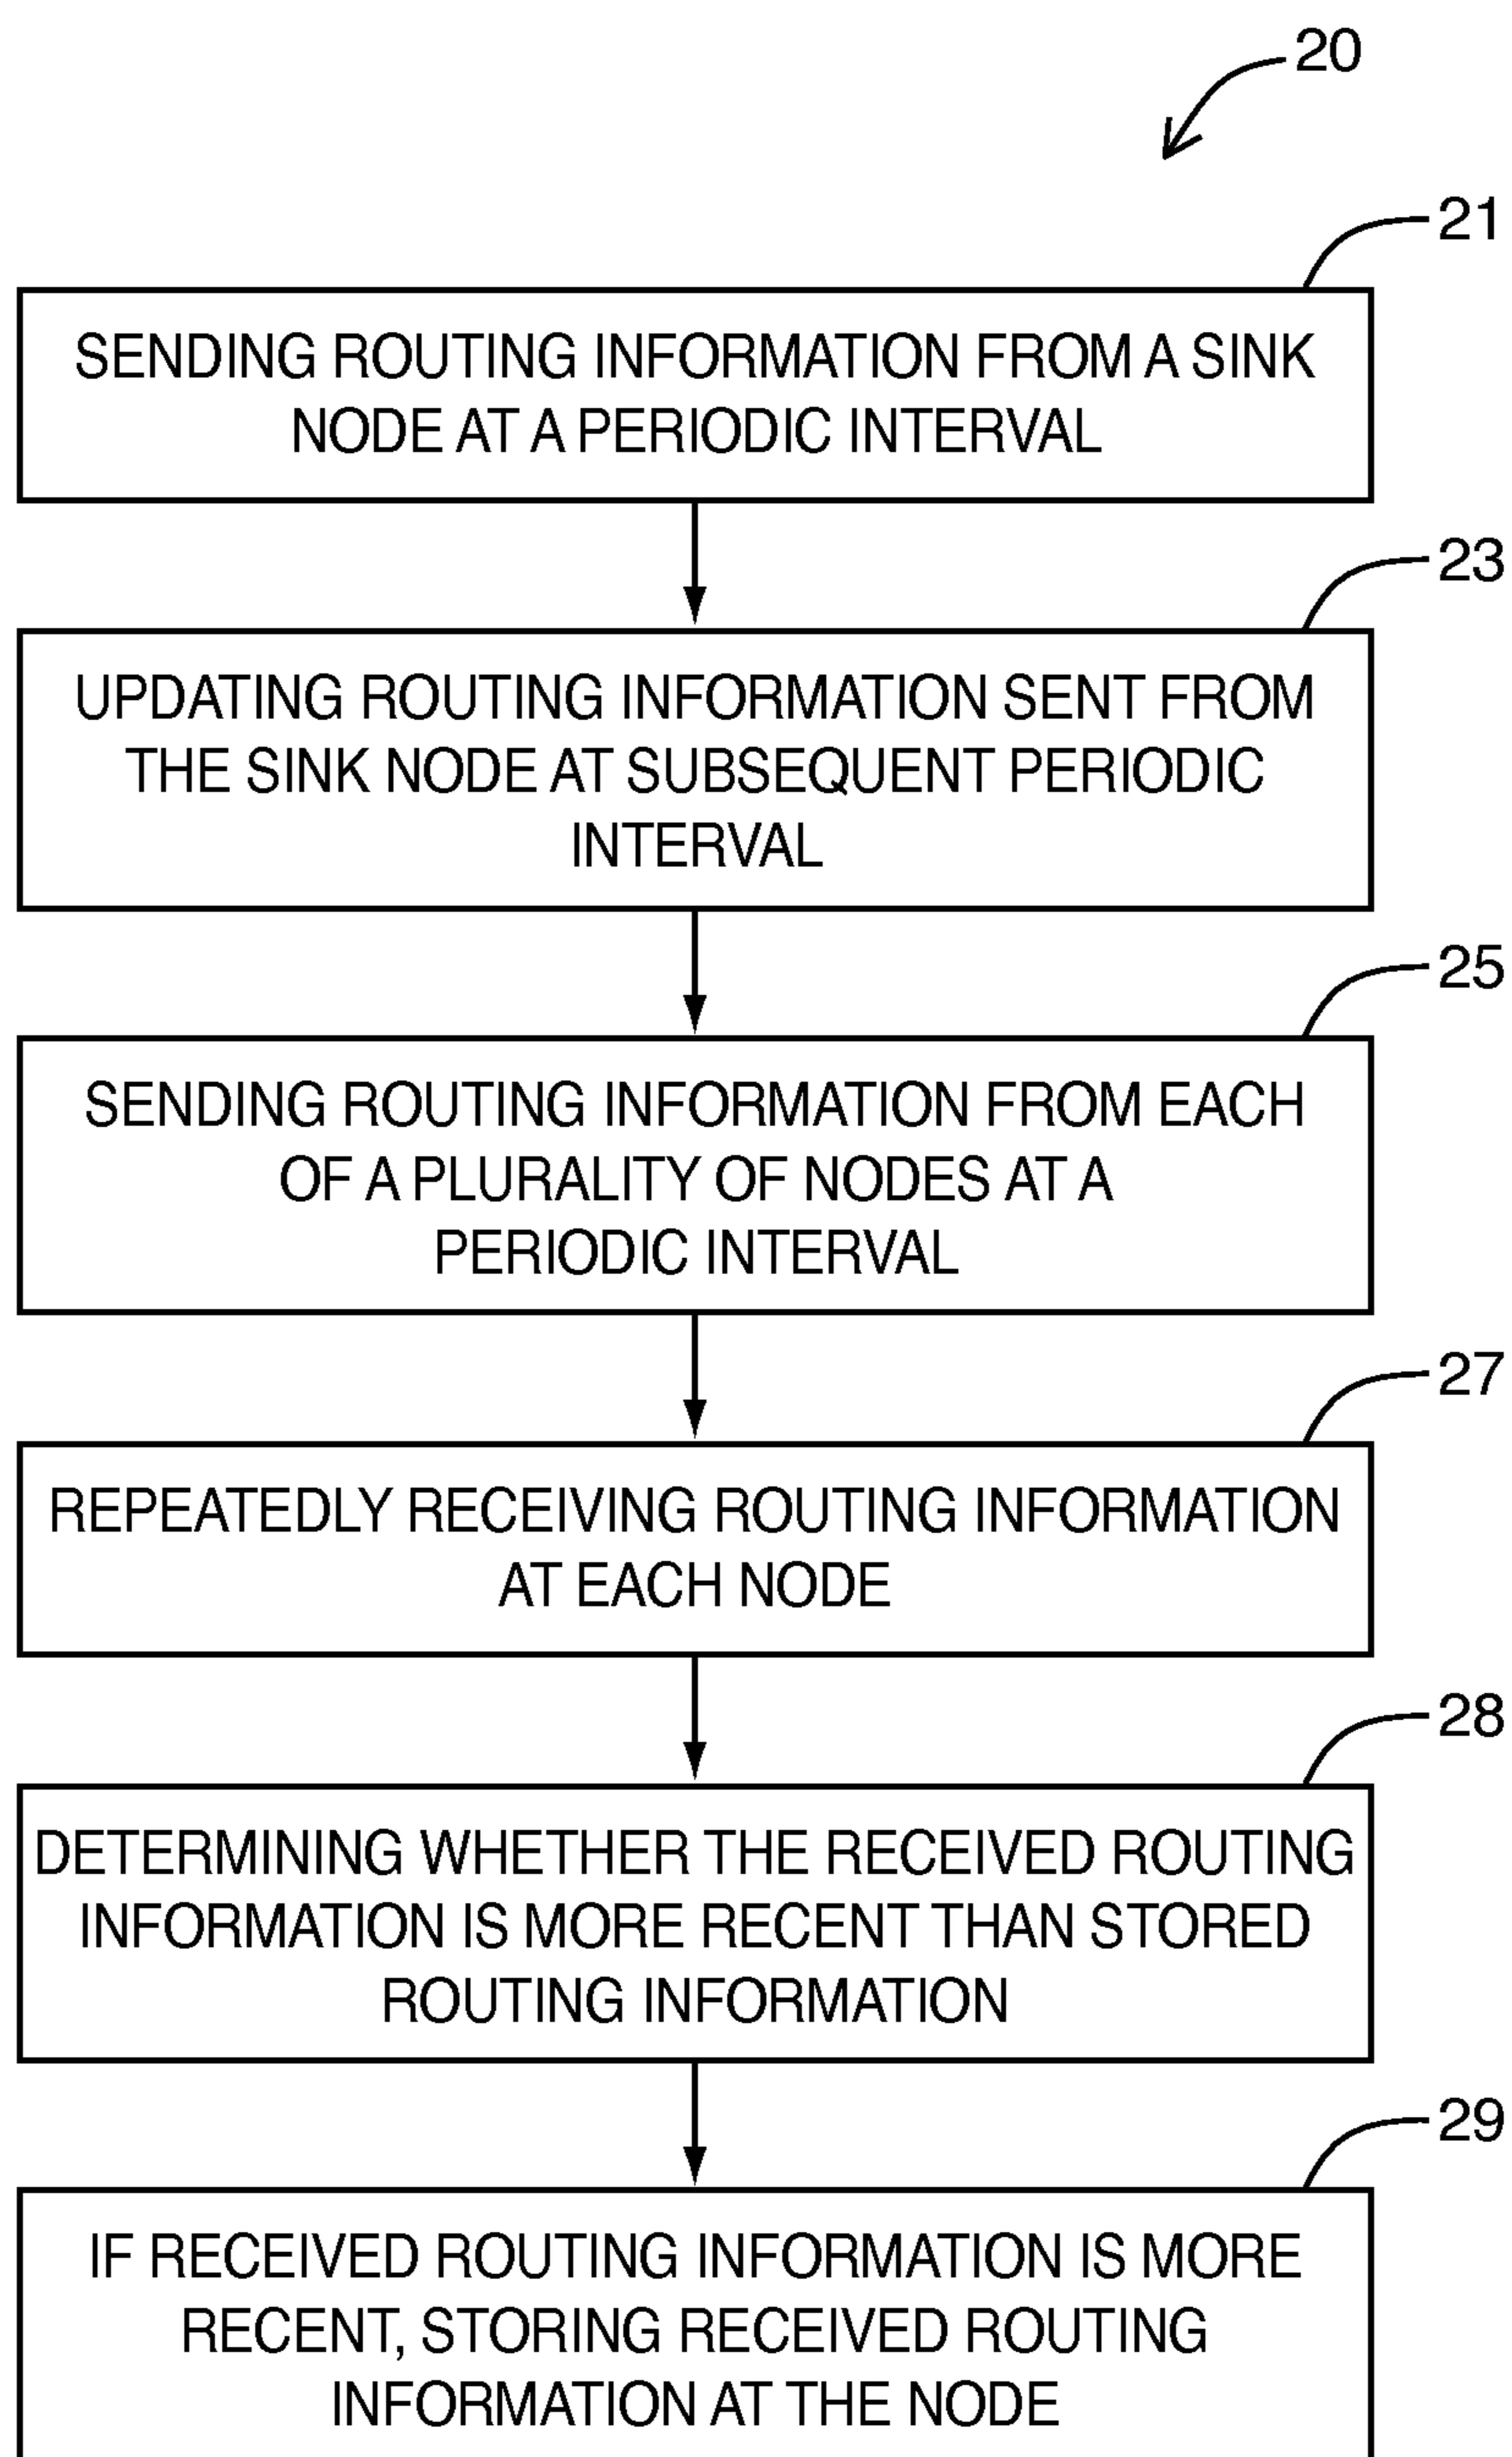 20
21
SENDING ROUTING INFORMATION FROM A SINK
NODE AT A PERIODIC INTERVAL
23
UPDATING ROUTING INFORMATION SENT FROM
THE SINK NODE AT SUBSEQUENT PERIODIC
INTERVAL
25
SENDING ROUTING INFORMATION FROM EACH
OF A PLURALITY OF NODES AT A
PERIODIC INTERVAL
27
REPEATEDLY RECEIVING ROUTING INFORMATION
AT EACH NODE
28
DETERMINING WHETHER THE RECEIVED ROUTING
INFORMATION IS MORE RECENT THAN STORED
ROUTING INFORMATION
29
IF RECEIVED ROUTING INFORMATION IS MORE
RECENT, STORING RECEIVED ROUTING
INFORMATION AT THE NODE